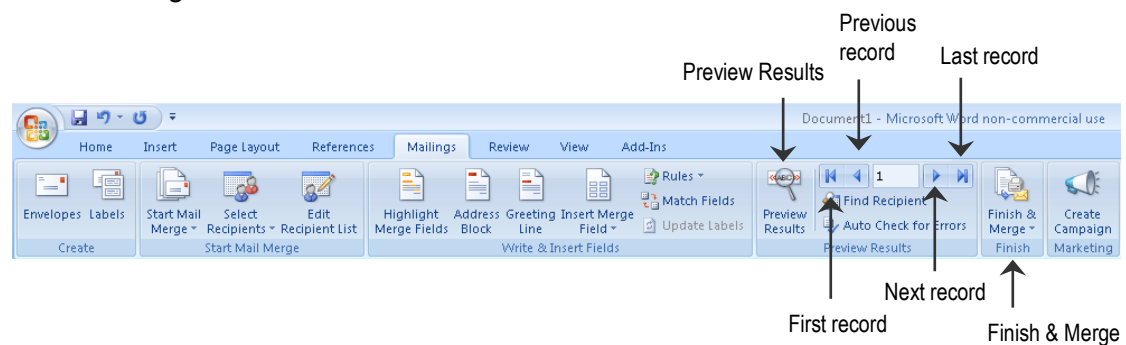 Previous
record
Last record
Preview Results
Document1 - Microsoft Word non-commercial use
Home Insert Page Layout References Mailings Review View Add-Ins
Envelopes Labels
Start Mail
Merge
Select
Recipients
Edit
Recipient List
Highlight
Merge Fields
Address
Block
Greeting
Line
Insert Merge
Field
Rules
Match Fields
Update Labels
«ABC»
Preview
Results
1
Find Recipient
Auto Check for Errors
Finish &
Merge
Create
Campaign
Create
Start Mail Merge
Write & Insert Fields
Preview Results
Finish
Marketing
Next record
First record
Finish & Merge